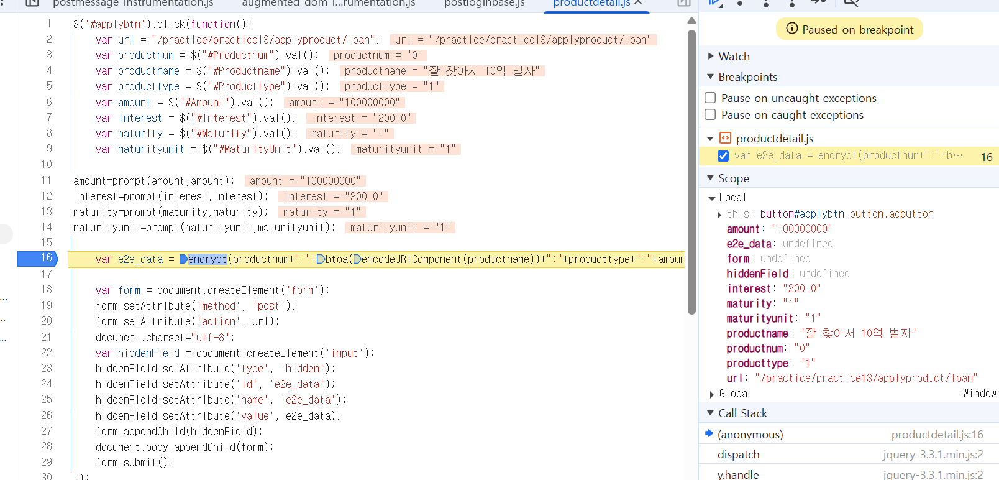 postmessage-instrumentation.js augmented-dom-i...rumentation.js postloginbase.js productdetail.js
1 $('#applybtn').click(function(){
2 var url = "/practice/practice13/applyproduct/loan"; url = "/practice/practice13/applyproduct/loan"
3 var productnum = $("#Productnum").val(); productnum = "0"
4 var productname = $("#Productname").val(); productname = "잘 찾아서 10억 벌자"
5 var producttype = $("#Producttype").val(); producttype = "1"
6 var amount = $("#Amount").val(); amount = "100000000"
7 var interest = $("#Interest").val(); interest = "200.0"
8 var maturity = $("#Maturity").val(); maturity = "1"
9 var maturityunit = $("#MaturityUnit").val(); maturityunit = "1"
10
11 amount=prompt(amount,amount); amount = "100000000"
12 interest=prompt(interest,interest); interest = "200.0"
13 maturity=prompt(maturity,maturity); maturity = "1"
14 maturityunit=prompt(maturityunit,maturityunit); maturityunit = "1"
15
16 var e2e_data = encrypt(productnum+":"+btoa(encodeURIComponent(productname))+":"+producttype+":"+amoun
17
18 var form = document.createElement('form');
19 form.setAttribute('method', 'post');
20 form.setAttribute('action', url);
21 document.charset="utf-8";
22 var hiddenField = document.createElement('input');
23 hiddenField.setAttribute('type', 'hidden');
24 hiddenField.setAttribute('id', 'e2e_data');
25 hiddenField.setAttribute('name', 'e2e_data');
26 hiddenField.setAttribute('value', e2e_data);
27 form.appendChild(hiddenField);
28 document.body.appendChild(form);
29 form.submit();
30 });
Paused on breakpoint
Watch
Breakpoints
Pause on uncaught exceptions
Pause on caught exceptions
productdetail.js
var e2e_data = encrypt(productnum+":"+b… 16
Scope
Local
this: button#applybtn.button.acbutton
amount: "100000000"
e2e_data: undefined
form: undefined
hiddenField: undefined
interest: "200.0"
maturity: "1"
maturityunit: "1"
productname: "잘 찾아서 10억 벌자"
productnum: "0"
producttype: "1"
url: "/practice/practice13/applyproduct/loan"
Global Window
Call Stack
(anonymous) productdetail.js:16
dispatch jquery-3.3.1.min.js:2
y.handle jquery-3.3.1.min.js:2